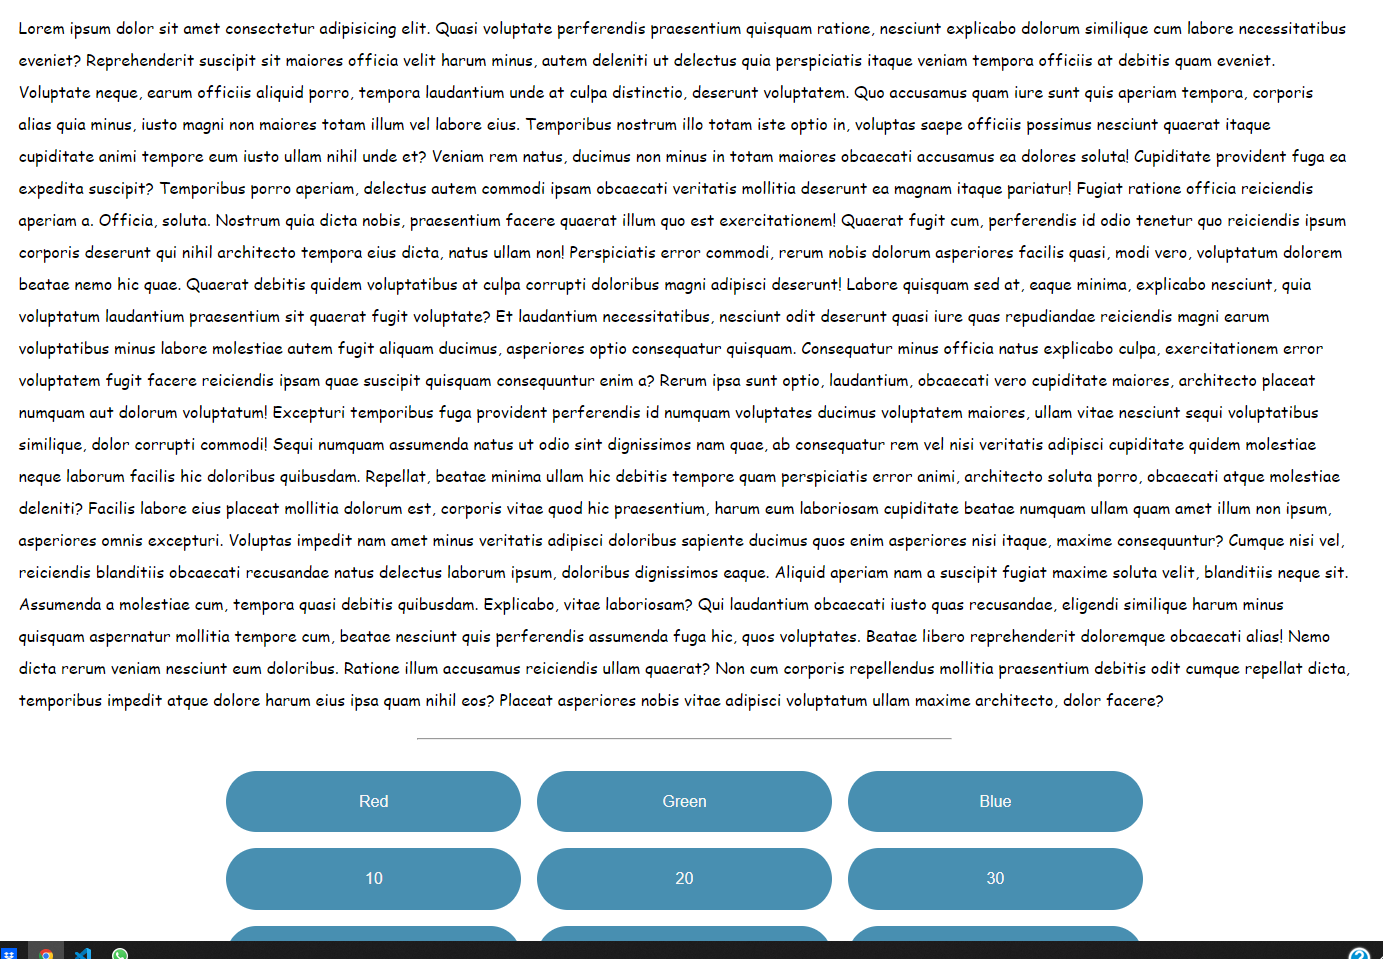 Lorem ipsum dolor sit amet consectetur adipisicing elit. Quasi voluptate perferendis praesentium quisquam ratione, nesciunt explicabo dolorum similique cum labore necessitatibus
eveniet? Reprehenderit suscipit sit maiores officia velit harum minus, autem deleniti ut delectus quia perspiciatis itaque veniam tempora officiis at debitis quam eveniet.
Voluptate neque, earum officiis aliquid porro, tempora laudantium unde at culpa distinctio, deserunt voluptatem. Quo accusamus quam iure sunt quis aperiam tempora, corporis
alias quia minus, iusto magni non maiores totam illum vel labore eius. Temporibus nostrum illo totam iste optio in, voluptas saepe officiis possimus nesciunt quaerat itaque
cupiditate animi tempore eum iusto ullam nihil unde et? Veniam rem natus, ducimus non minus in totam maiores obcaecati accusamus ea dolores soluta! Cupiditate provident fuga ea
expedita suscipit? Temporibus porro aperiam, delectus autem commodi ipsam obcaecati veritatis mollitia deserunt ea magnam itaque pariatur! Fugiat ratione officia reiciendis
aperiam a. Officia, soluta. Nostrum quia dicta nobis, praesentium facere quaerat illum quo est exercitationem! Quaerat fugit cum, perferendis id odio tenetur quo reiciendis ipsum
corporis deserunt qui nihil architecto tempora eius dicta, natus ullam non! Perspiciatis error commodi, rerum nobis dolorum asperiores facilis quasi, modi vero, voluptatum dolorem
beatae nemo hic quae. Quaerat debitis quidem voluptatibus at culpa corrupti doloribus magni adipisci deserunt! Labore quisquam sed at, eaque minima, explicabo nesciunt, quia
voluptatum laudantium praesentium sit quaerat fugit voluptate? Et laudantium necessitatibus, nesciunt odit deserunt quasi iure quas repudiandae reiciendis magni earum
voluptatibus minus labore molestiae autem fugit aliquam ducimus, asperiores optio consequatur quisquam. Consequatur minus officia natus explicabo culpa, exercitationem error
voluptatem fugit facere reiciendis ipsam quae suscipit quisquam consequuntur enim a? Rerum ipsa sunt optio, laudantium, obcaecati vero cupiditate maiores, architecto placeat
numquam aut dolorum voluptatum! Excepturi temporibus fuga provident perferendis id numquam voluptates ducimus voluptatem maiores, ullam vitae nesciunt sequi voluptatibus
similique, dolor corrupti commodi! Sequi numquam assumenda natus ut odio sint dignissimos nam quae, ab consequatur rem vel nisi veritatis adipisci cupiditate quidem molestiae
neque laborum facilis hic doloribus quibusdam. Repellat, beatae minima ullam hic debitis tempore quam perspiciatis error animi, architecto soluta porro, obcaecati atque molestiae
deleniti? Facilis labore eius placeat mollitia dolorum est, corporis vitae quod hic praesentium, harum eum laboriosam cupiditate beatae numquam ullam quam amet illum non ipsum,
asperiores omnis excepturi. Voluptas impedit nam amet minus veritatis adipisci doloribus sapiente ducimus quos enim asperiores nisi itaque, maxime consequuntur? Cumque nisi vel,
reiciendis blanditiis obcaecati recusandae natus delectus laborum ipsum, doloribus dignissimos eaque. Aliquid aperiam nam a suscipit fugiat maxime soluta velit, blanditiis neque sit.
Assumenda a molestiae cum, tempora quasi debitis quibusdam. Explicabo, vitae laboriosam? Qui laudantium obcaecati iusto quas recusandae, eligendi similique harum minus
quisquam aspernatur mollitia tempore cum, beatae nesciunt quis perferendis assumenda fuga hic, quos voluptates. Beatae libero reprehenderit doloremque obcaecati alias! Nemo
dicta rerum veniam nesciunt eum doloribus. Ratione illum accusamus reiciendis ullam quaerat? Non cum corporis repellendus mollitia praesentium debitis odit cumque repellat dicta,
temporibus impedit atque dolore harum eius ipsa quam nihil eos? Placeat asperiores nobis vitae adipisci voluptatum ullam maxime architecto, dolor facere?
Red Green Blue
10 20 30